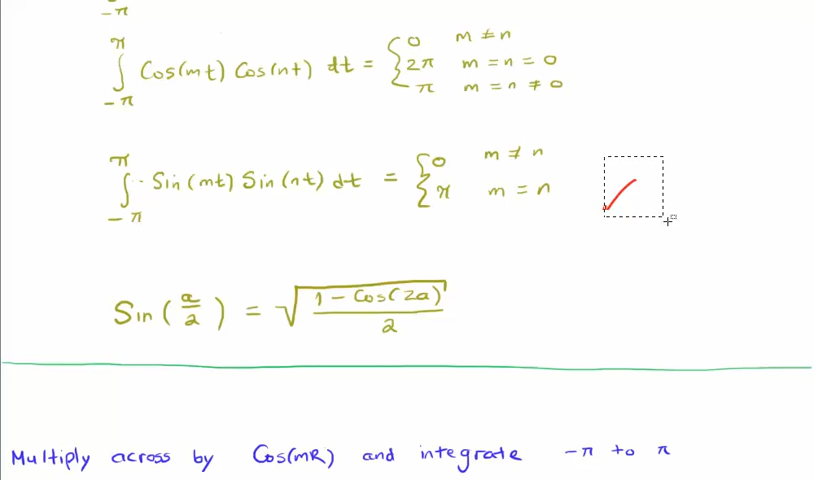 -π
∫_{-π}^{π} Cos(mt) Cos(nt) dt = { 0 m ≠ n
2π m = n = 0
π m = n ≠ 0
∫_{-π}^{π} Sin(mt) Sin(nt) dt = { 0 m ≠ n
π m = n
Sin(a/2) = √((1 - Cos(2a))/2)
Multiply across by Cos(mR) and integrate -π to π